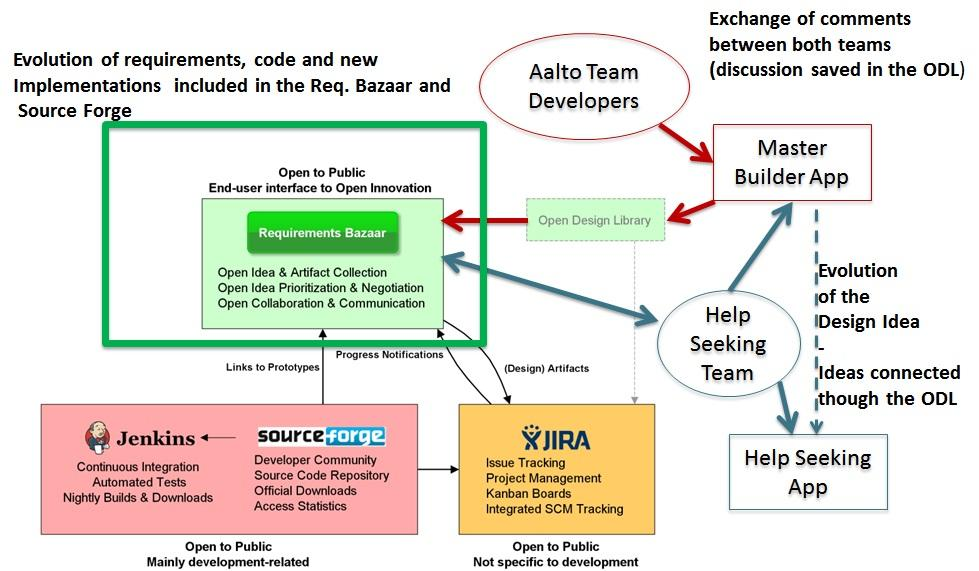 Exchange of comments
between both teams
(discussion saved in the ODL)
Evolution of requirements, code and new
Implementations included in the Req. Bazaar and
Source Forge
Aalto Team
Developers
Master
Builder App
Open to Public
End-user interface to Open Innovation
Requirements Bazaar
Open Idea & Artifact Collection
Open Idea Prioritization & Negotiation
Open Collaboration & Communication
Open Design Library
Evolution
of the
Design Idea
-
Ideas connected
though the ODL
Help
Seeking
Team
Links to Prototypes
Progress Notifications
(Design) Artifacts
Jenkins
Continuous Integration
Automated Tests
Nightly Builds & Downloads
sourceforge
Developer Community
Source Code Repository
Official Downloads
Access Statistics
JIRA
Issue Tracking
Project Management
Kanban Boards
Integrated SCM Tracking
Help Seeking
App
Open to Public
Mainly development-related
Open to Public
Not specific to development